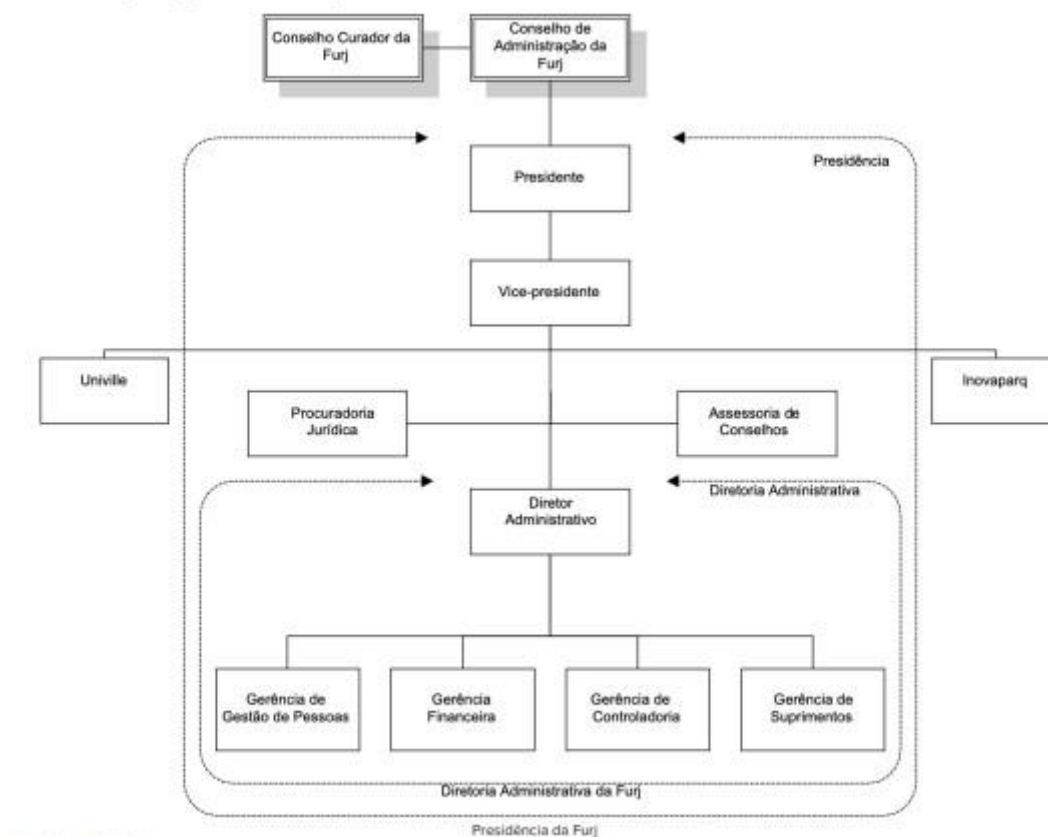 Conselho Curador da
Furj
Conselho de
Administração da
Furj
Presidência
Presidente
Vice-presidente
Univille
Inovaparq
Procuradoria
Jurídica
Assessoria de
Conselhos
Diretoria Administrativa
Diretor
Administrativo
Gerência de
Gestão de Pessoas
Gerência
Financeira
Gerência de
Controladoria
Gerência de
Suprimentos
Diretoria Administrativa da Furj
Presidência da Furj